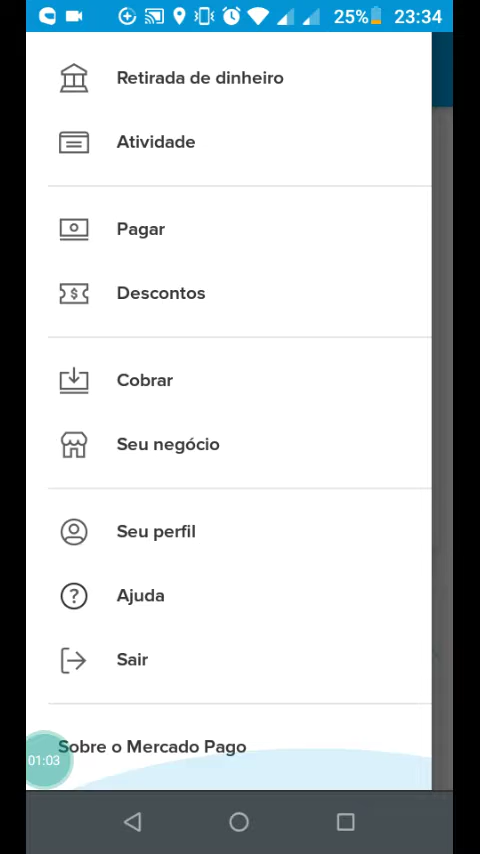 25% 23:34
Retirada de dinheiro
Atividade
Pagar
Descontos
Cobrar
Seu negócio
Seu perfil
Ajuda
Sair
Sobre o Mercado Pago
01:03